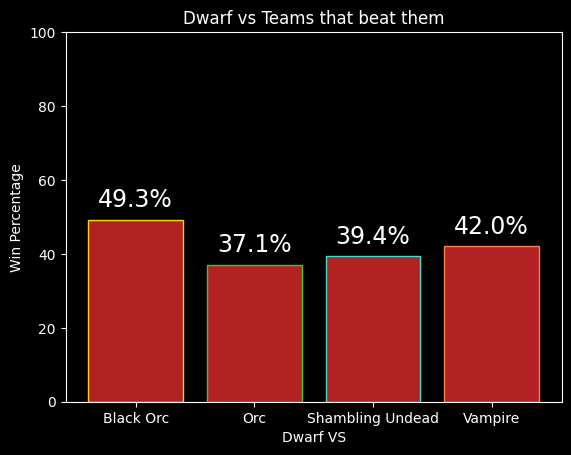 Dwarf vs Teams that beat them
Win Percentage
100
80
60
40
20
0
49.3%
37.1%
39.4%
42.0%
Black Orc
Orc
Shambling Undead
Vampire
Dwarf VS